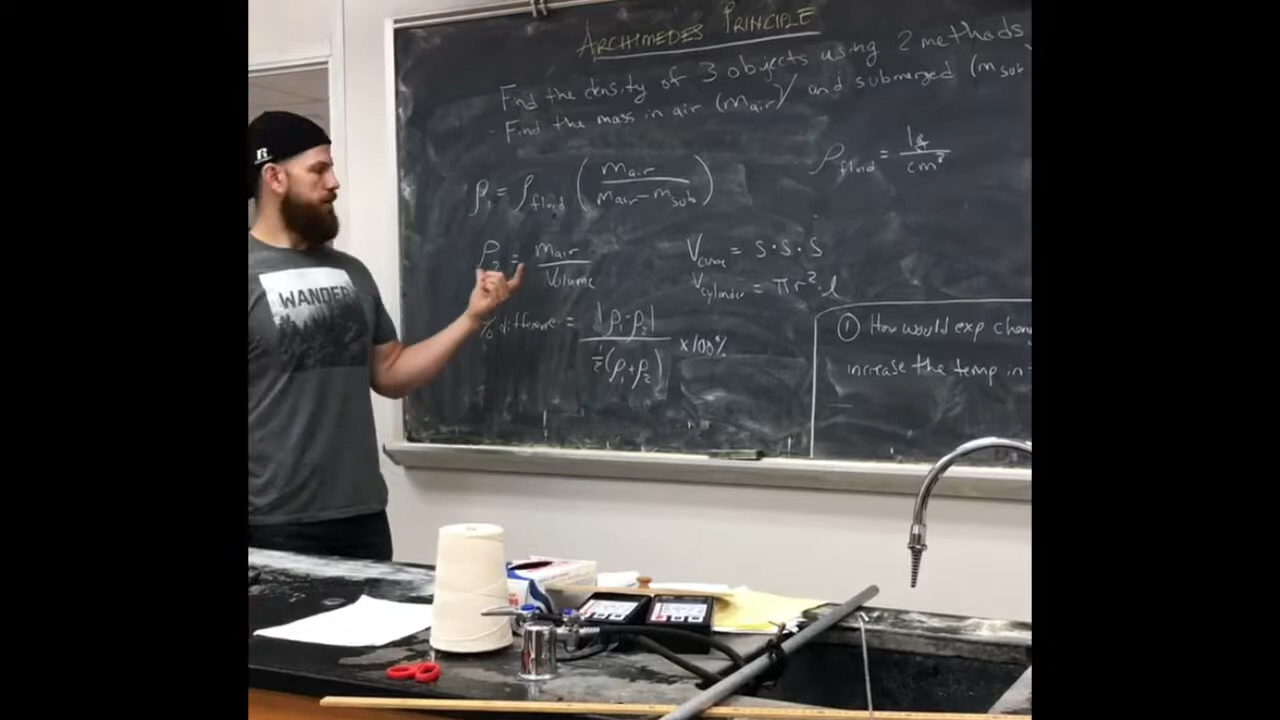 ARCHIMEDES PRINCIPLE
Find the density of 3 objects using 2 methods
- Find the mass in air (mair) and submerged (msub
ρ1 = ρfluid (mair / mair - msub)
ρfluid = 1g / cm³
ρ2 = mair / Volume
Vcube = S · S · S
Vcylinder = πr² · l
% difference = |ρ1 - ρ2| / ½(ρ1 + ρ2) x 100%
① How would exp chan
increase the temp in
WANDER
R